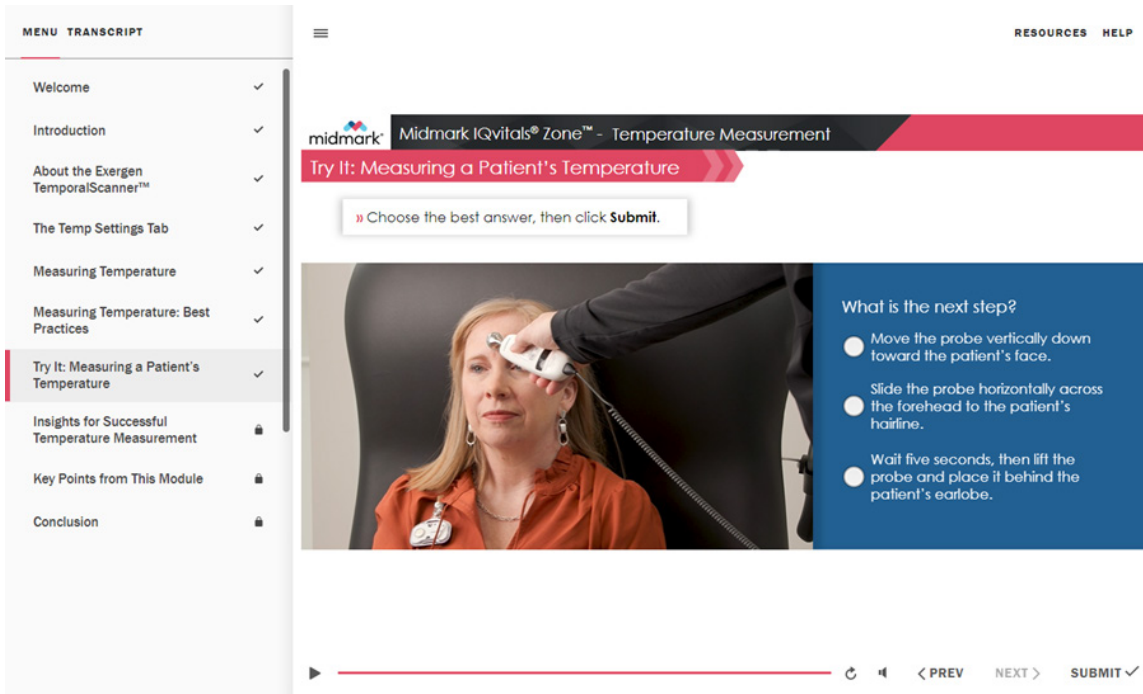 MENU TRANSCRIPT
RESOURCES HELP
Welcome
Introduction
About the Exergen
TemporalScanner™
The Temp Settings Tab
Measuring Temperature
Measuring Temperature: Best
Practices
Try It: Measuring a Patient's
Temperature
Insights for Successful
Temperature Measurement
Key Points from This Module
Conclusion
midmark®
Midmark IQvitals® Zone™ - Temperature Measurement
Try It: Measuring a Patient's Temperature
» Choose the best answer, then click Submit.
What is the next step?
Move the probe vertically down
toward the patient's face.
Slide the probe horizontally across
the forehead to the patient's
hairline.
Wait five seconds, then lift the
probe and place it behind the
patient's earlobe.
< PREV NEXT > SUBMIT ✓